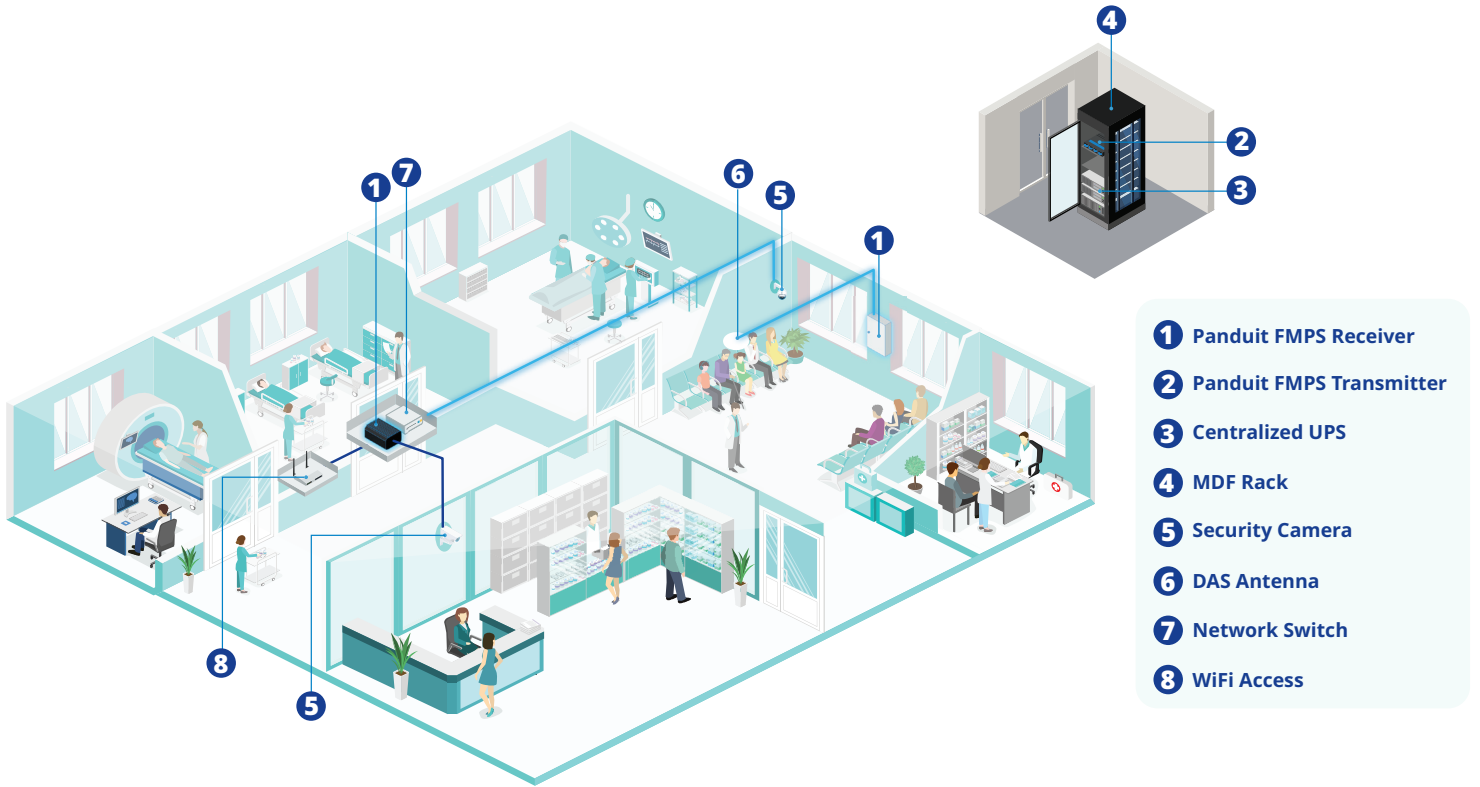 4
2
3
6
5
7
1
1
8
5
1 Panduit FMPS Receiver
2 Panduit FMPS Transmitter
3 Centralized UPS
4 MDF Rack
5 Security Camera
6 DAS Antenna
7 Network Switch
8 WiFi Access